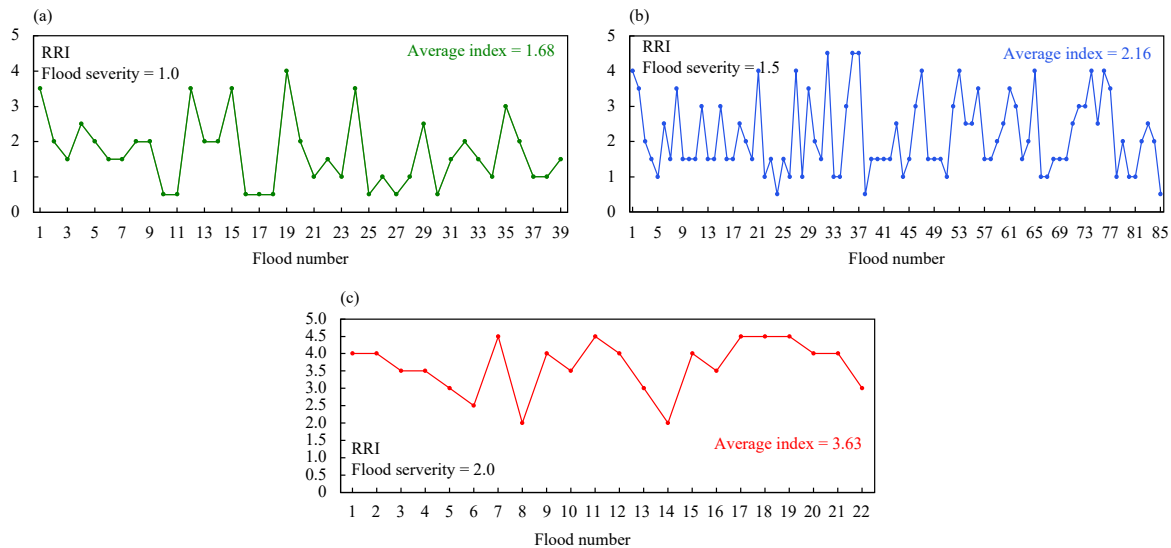 (a)
5
4
3
2
1
0
RRI
Flood severity = 1.0
Average index = 1.68
1 3 5 7 9 11 13 15 17 19 21 23 25 27 29 31 33 35 37 39
Flood number
(b)
5
4
3
2
1
0
RRI
Flood severity = 1.5
Average index = 2.16
1 5 9 13 17 21 25 29 33 37 41 45 49 53 57 61 65 69 73 77 81 85
Flood number
(c)
5.0
4.5
4.0
3.5
3.0
2.5
2.0
1.5
1.0
0.5
0
RRI
Flood serverity = 2.0
Average index = 3.63
1 2 3 4 5 6 7 8 9 10 11 12 13 14 15 16 17 18 19 20 21 22
Flood number